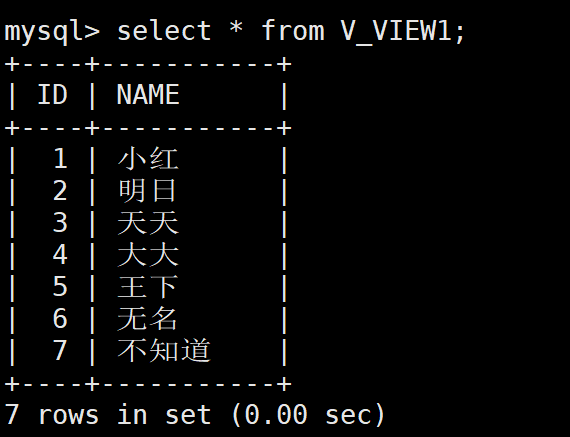 mysql> select * from V_VIEW1;
+----+-----------+
| ID | NAME      |
+----+-----------+
|  1 | 小红      |
|  2 | 明日      |
|  3 | 天天      |
|  4 | 大大      |
|  5 | 王下      |
|  6 | 无名      |
|  7 | 不知道    |
+----+-----------+
7 rows in set (0.00 sec)